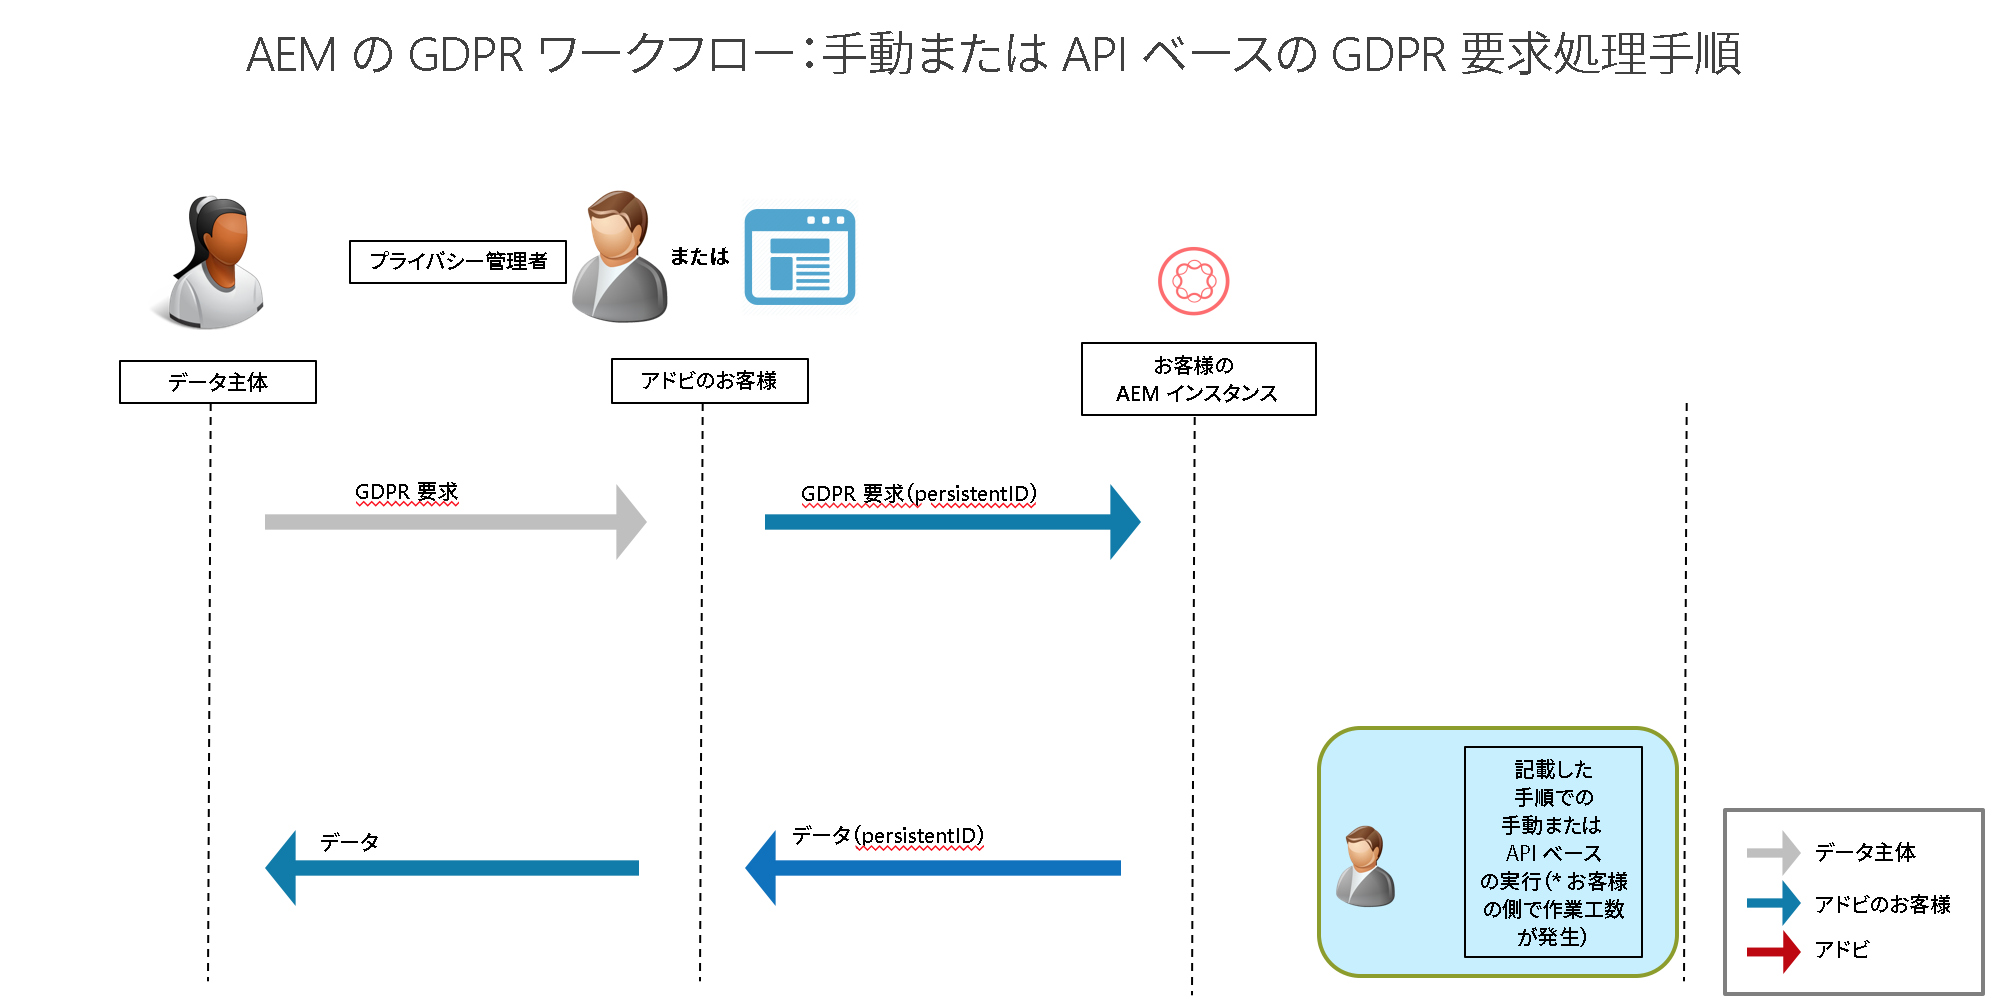 AEM の GDPR ワークフロー：手動または API ベースの GDPR 要求処理手順
プライバシー管理者
または
データ主体
アドビのお客様
お客様の
AEM インスタンス
GDPR 要求
GDPR 要求（persistentID）
データ
データ（persistentID）
記載した
手順での
手動または
API ベース
の実行（* お客様
の側で作業工数
が発生）
データ主体
アドビのお客様
アドビ